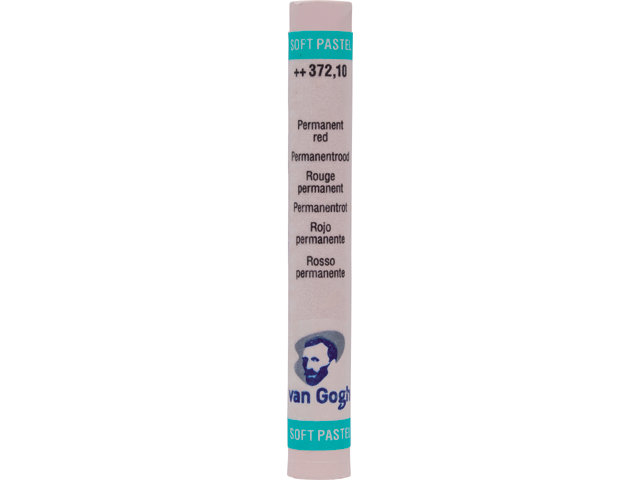 SOFT PASTEL
++ 372,10
Permanent
red
Permanentrood
Rouge
permanent
Permanentrot
Rojo
permanente
Rosso
permanente
van Gogh
SOFT PASTEL